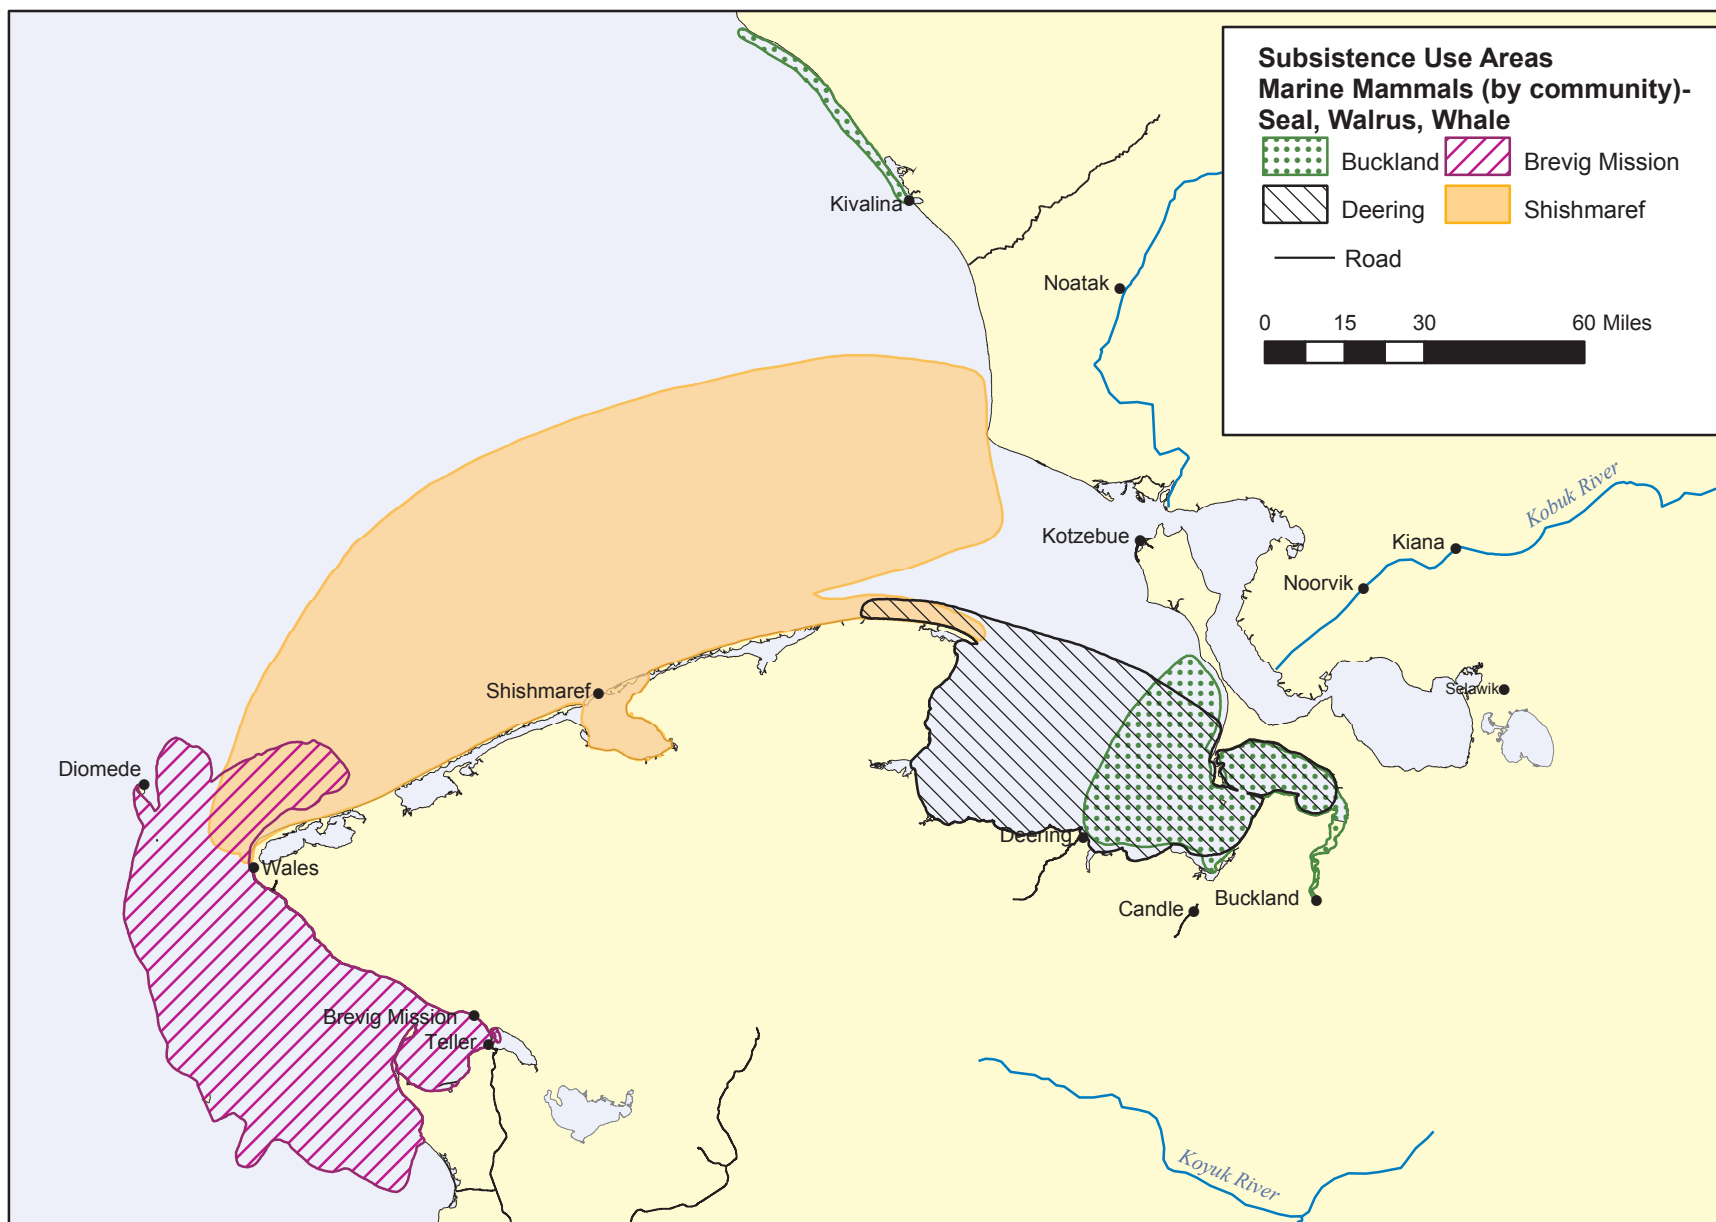 Subsistence Use Areas
Marine Mammals (by community)-
Seal, Walrus, Whale
Buckland
Brevig Mission
Deering
Shishmaref
Road
0 15 30 60 Miles
Kivalina
Noatak
Kobuk River
Kotzebue
Kiana
Noorvik
Shishmaref
Selawik
Diomede
Deering
Wales
Candle
Buckland
Brevig Mission
Teller
Koyuk River